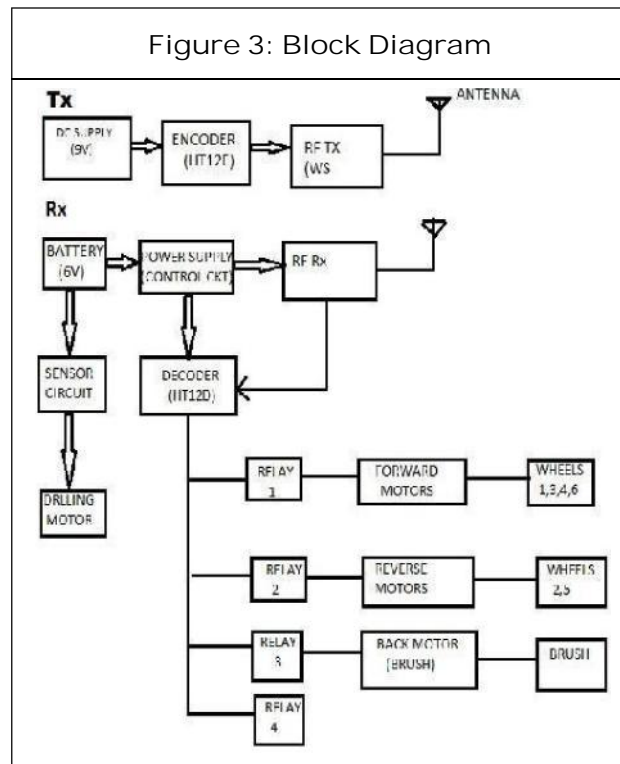 Figure 3: Block Diagram
Tx
ANTENNA
DC SUPPLY
(9V)
ENCODER
(HT12E)
RF TX
(WS
Rx
BATTERY
(6V)
POWER SUPPLY
(CONTROL CKT)
RF Rx
SENSOR
CIRCUIT
DECODER
(HT12D)
DRLLING
MOTOR
RELAY
1
FORWARD
MOTORS
WHEELS
1,3,4,6
RELAY
2
REVERSE
MOTORS
WHEELS
2,5
RELAY
3
BACK MOTOR
(BRUSH)
BRUSH
RELAY
4